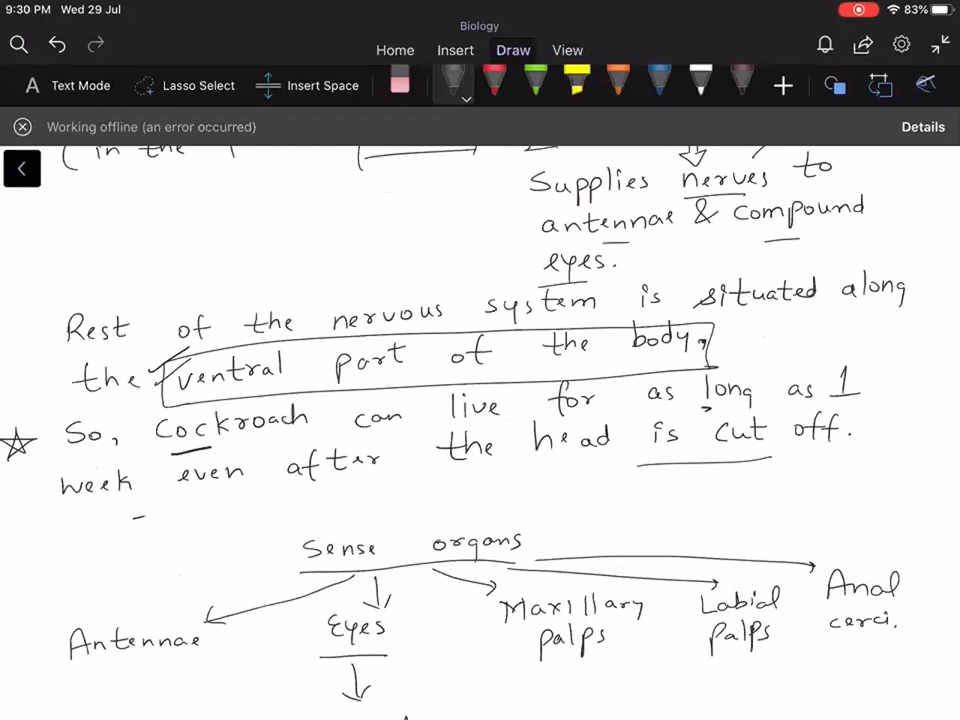 9:30 PM Wed 29 Jul
83%
Biology
Home Insert Draw View
A Text Mode Lasso Select Insert Space
Working offline (an error occurred)
Details
(in the
Supplies nerves to
antennae & compound
eyes.
Rest of the nervous system is situated along
the ventral part of the body.
So, Cockroach can live for as long as 1
week even after the head is cut off.
Sense organs
Antennae
Eyes
Maxillary
palps
Labial
Palps
Anal
cerci.